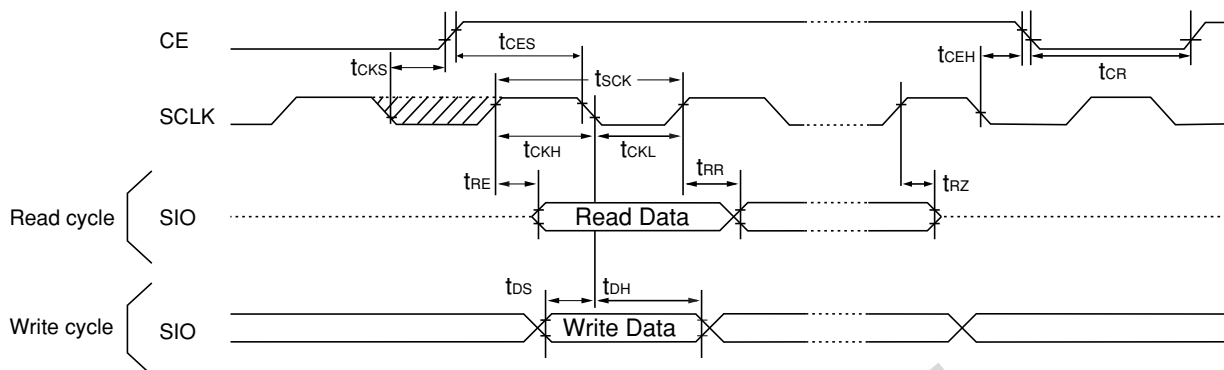 CE
tCES
tCKS
tCEH
tCR
tSCK
SCLK
tCKH
tCKL
tRE
tRR
tRZ
Read cycle
SIO
Read Data
tDS
tDH
Write cycle
SIO
Write Data